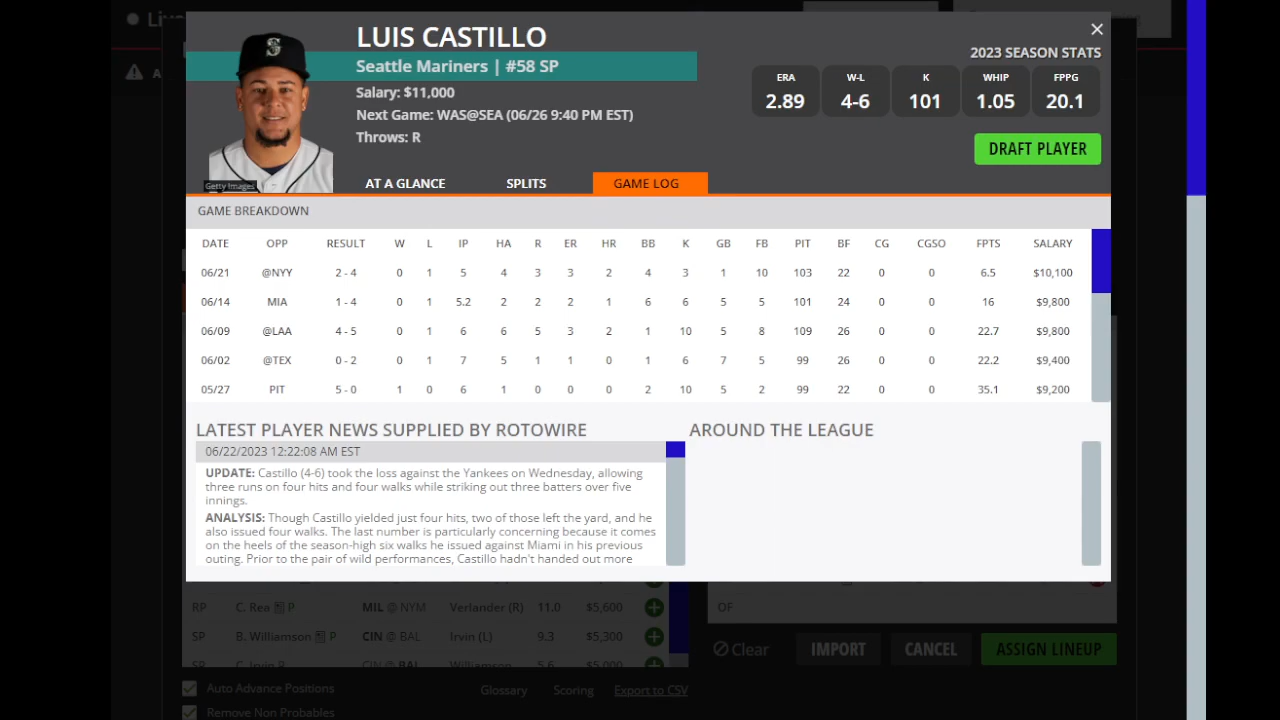 Li
A
LUIS CASTILLO
Seattle Mariners | #58 SP
Salary: $11,000
Next Game: WAS@SEA (06/26 9:40 PM EST)
Throws: R
Getty Images
×
2023 SEASON STATS
ERA W-L K WHIP FPPG
2.89 4-6 101 1.05 20.1
DRAFT PLAYER
AT A GLANCE SPLITS GAME LOG
GAME BREAKDOWN
DATE OPP RESULT W L IP HA R ER HR BB K GB FB PIT BF CG CGSO FPTS SALARY
06/21 @NYY 2 - 4 0 1 5 4 3 3 2 4 3 1 10 103 22 0 0 6.5 $10,100
06/14 MIA 1 - 4 0 1 5.2 2 2 2 1 6 6 5 5 101 24 0 0 16 $9,800
06/09 @LAA 4 - 5 0 1 6 6 5 3 2 1 10 5 8 109 26 0 0 22.7 $9,800
06/02 @TEX 0 - 2 0 1 7 5 1 1 0 1 6 7 5 99 26 0 0 22.2 $9,400
05/27 PIT 5 - 0 1 0 6 1 0 0 0 2 10 5 2 99 22 0 0 35.1 $9,200
LATEST PLAYER NEWS SUPPLIED BY ROTOWIRE
06/22/2023 12:22:08 AM EST
UPDATE: Castillo (4-6) took the loss against the Yankees on Wednesday, allowing
three runs on four hits and four walks while striking out three batters over five
innings.
ANALYSIS: Though Castillo yielded just four hits, two of those left the yard, and he
also issued four walks. The last number is particularly concerning because it comes
on the heels of the season-high six walks he issued against Miami in his previous
outing. Prior to the pair of wild performances, Castillo hadn't handed out more
AROUND THE LEAGUE
RP C. Rea P MIL @ NYM Verlander (R) 11.0 $5,600
SP B. Williamson P CIN @ BAL Irvin (L) 9.3 $5,300
SP C. Irvin P CIN @ BAL Williamson 5.6 $5,000
OF
Clear IMPORT CANCEL ASSIGN LINEUP
Auto Advance Positions
Glossary Scoring Export to CSV
Remove Non Probables